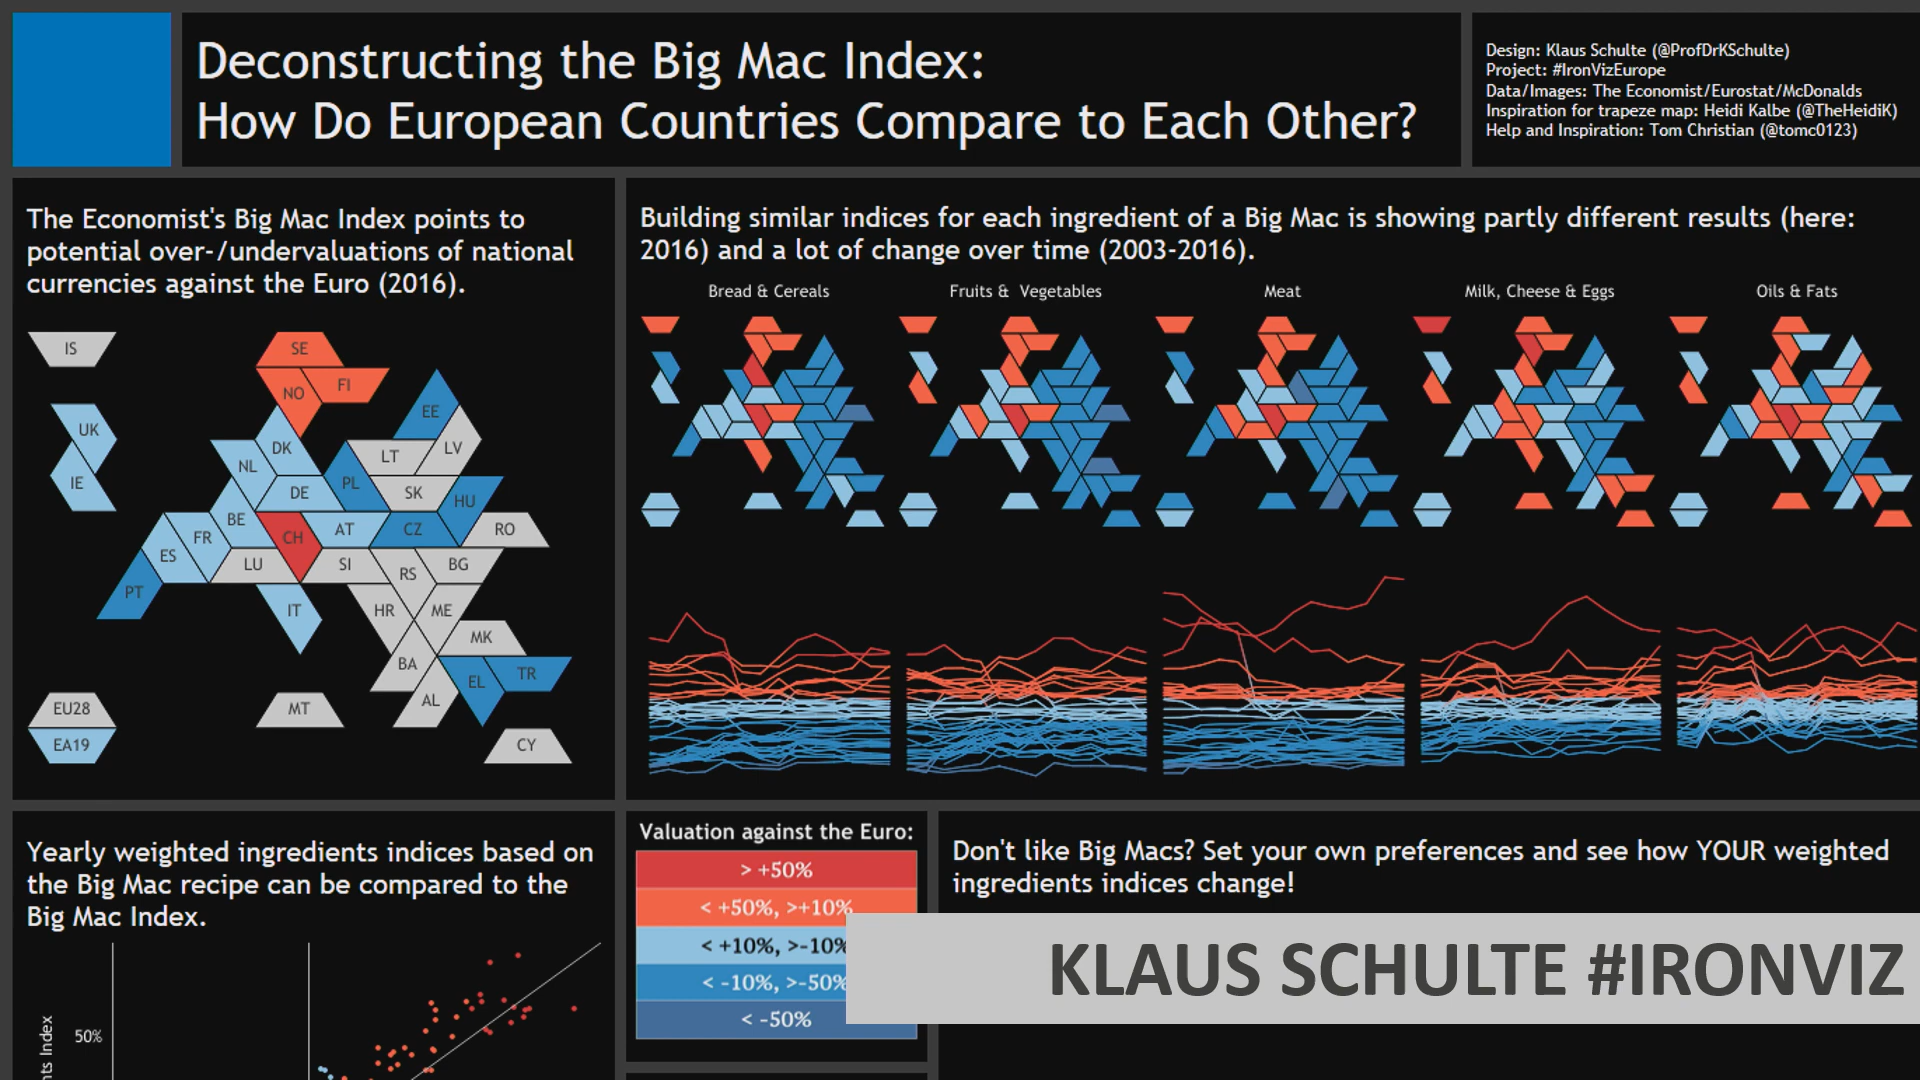 Deconstructing the Big Mac Index:
How Do European Countries Compare to Each Other?
Design: Klaus Schulte (@ProfDrKSchulte)
Project: #IronVizEurope
Data/Images: The Economist/Eurostat/McDonalds
Inspiration for trapeze map: Heidi Kalbe (@TheHeidiK)
Help and Inspiration: Tom Christian (@tomc0123)
The Economist's Big Mac Index points to
potential over-/undervaluations of national
currencies against the Euro (2016).
IS
SE
NO
FI
EE
UK
DK
LV
LT
NL
IE
PL
DE
SK
HU
BE
FR
CH
AT
CZ
RO
ES
LU
SI
RS
BG
PT
IT
HR
ME
MK
BA
EL
TR
AL
EU28
MT
EA19
CY
Building similar indices for each ingredient of a Big Mac is showing partly different results (here:
2016) and a lot of change over time (2003-2016).
Bread & Cereals
Fruits & Vegetables
Meat
Milk, Cheese & Eggs
Oils & Fats
Yearly weighted ingredients indices based on
the Big Mac recipe can be compared to the
Big Mac Index.
50%
nts Index
Valuation against the Euro:
> +50%
< +50%, >+10%
< +10%, >-10%
< -10%, >-50%
< -50%
Don't like Big Macs? Set your own preferences and see how YOUR weighted
ingredients indices change!
KLAUS SCHULTE #IRONVIZ